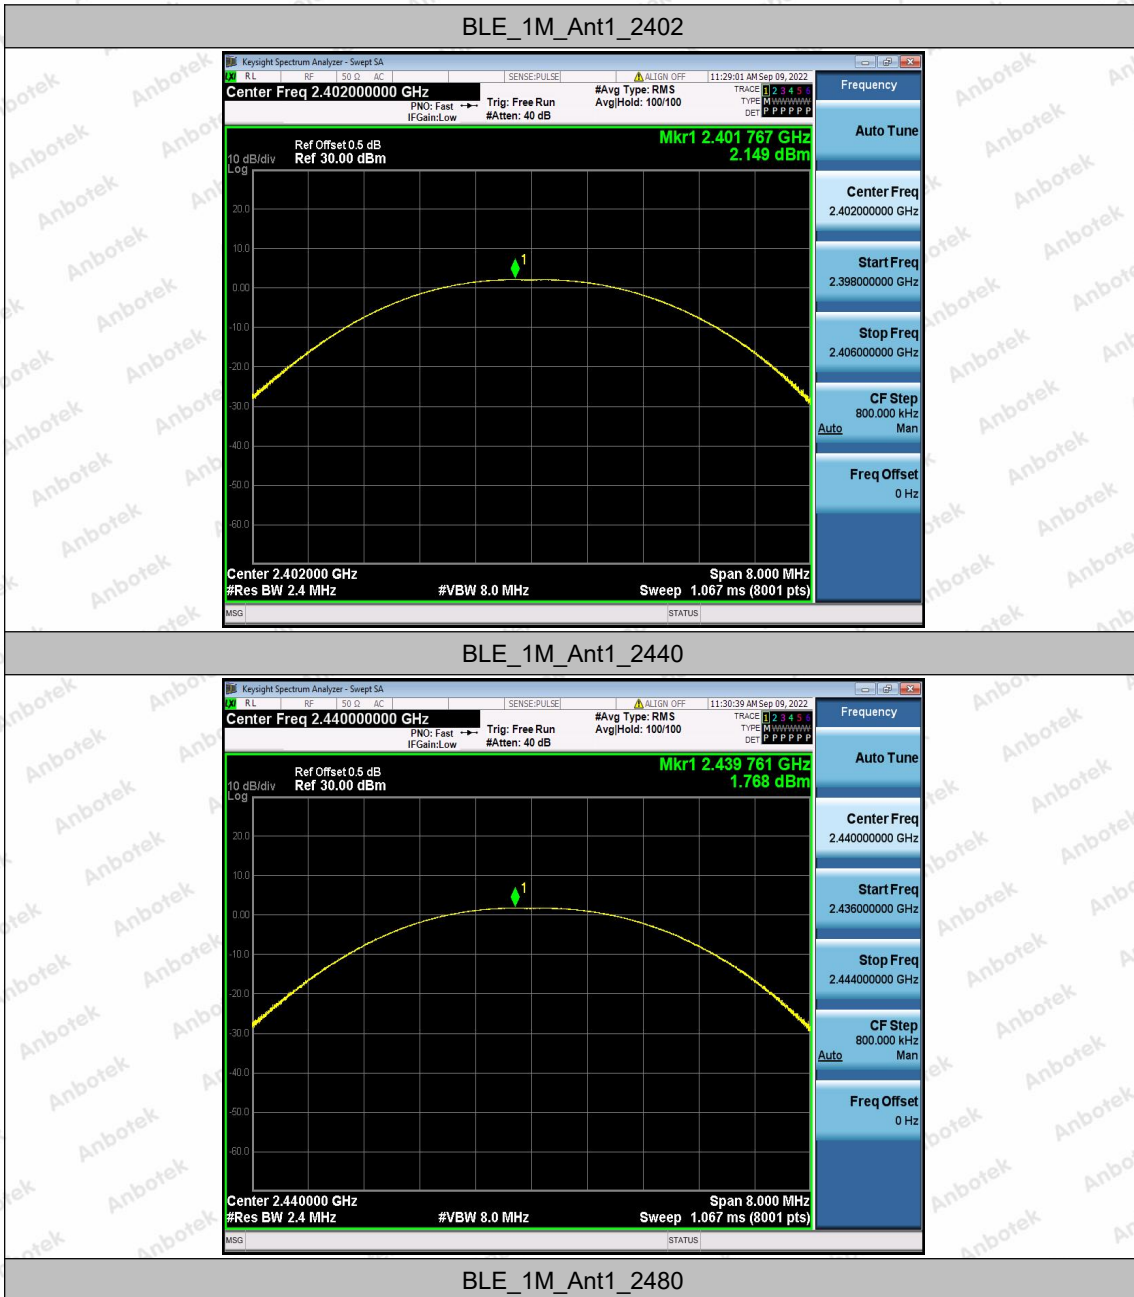 BLE_1M_Ant1_2402
Keysight Spectrum Analyzer - Swept SA
RL RF 50 Ω AC SENSE:PULSE ALIGN OFF 11:29:01 AM Sep 09, 2022
Center Freq 2.402000000 GHz
PNO: Fast
IFGain:Low
Trig: Free Run
#Atten: 40 dB
#Avg Type: RMS
Avg|Hold: 100/100
TRACE 1 2 3 4 5 6
TYPE M WWWWW
DET P P P P P P
Frequency
Auto Tune
Ref Offset 0.5 dB
10 dB/div Ref 30.00 dBm
Log
Mkr1 2.401 767 GHz
2.149 dBm
20.0
10.0
0.00
-10.0
-20.0
-30.0
-40.0
-50.0
-60.0
1
Center Freq
2.402000000 GHz
Start Freq
2.398000000 GHz
Stop Freq
2.406000000 GHz
CF Step
800.000 kHz
Auto Man
Freq Offset
0 Hz
Center 2.402000 GHz Span 8.000 MHz
#Res BW 2.4 MHz #VBW 8.0 MHz Sweep 1.067 ms (8001 pts)
MSG STATUS
BLE_1M_Ant1_2440
Keysight Spectrum Analyzer - Swept SA
RL RF 50 Ω AC SENSE:PULSE ALIGN OFF 11:30:39 AM Sep 09, 2022
Center Freq 2.440000000 GHz
PNO: Fast
IFGain:Low
Trig: Free Run
#Atten: 40 dB
#Avg Type: RMS
Avg|Hold: 100/100
TRACE 1 2 3 4 5 6
TYPE M WWWWW
DET P P P P P P
Frequency
Auto Tune
Ref Offset 0.5 dB
10 dB/div Ref 30.00 dBm
Log
Mkr1 2.439 761 GHz
1.768 dBm
20.0
10.0
0.00
-10.0
-20.0
-30.0
-40.0
-50.0
-60.0
1
Center Freq
2.440000000 GHz
Start Freq
2.436000000 GHz
Stop Freq
2.444000000 GHz
CF Step
800.000 kHz
Auto Man
Freq Offset
0 Hz
Center 2.440000 GHz Span 8.000 MHz
#Res BW 2.4 MHz #VBW 8.0 MHz Sweep 1.067 ms (8001 pts)
MSG STATUS
BLE_1M_Ant1_2480